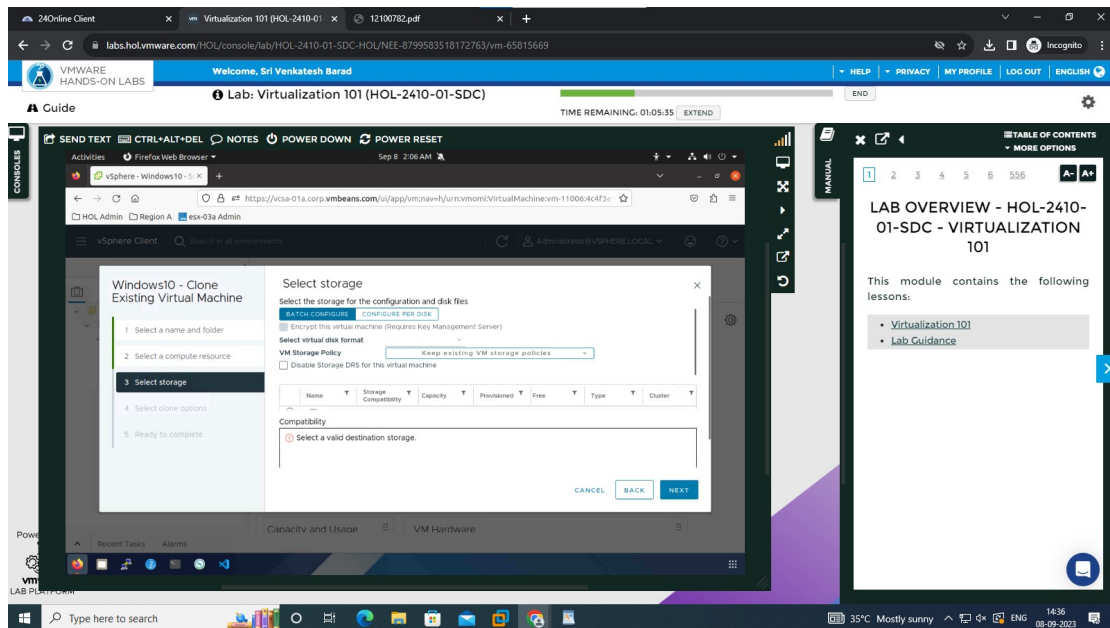 24Online Client
Virtualization 101 (HOL-2410-01
12100782.pdf
labs.hol.vmware.com/HOL/console/lab/HOL-2410-01-SDC-HOL/NEE-8799583518172763/vm-65815669
Incognito
VMWARE
HANDS-ON LABS
Welcome, Sri Venkatesh Barad
HELP
PRIVACY
MY PROFILE
LOG OUT
ENGLISH
Guide
Lab: Virtualization 101 (HOL-2410-01-SDC)
TIME REMAINING: 01:05:35
EXTEND
END
CONSOLES
SEND TEXT
CTRL+ALT+DEL
NOTES
POWER DOWN
POWER RESET
Activities
Firefox Web Browser
Sep 8 2:06 AM
vSphere - Windows10 - S
https://vcsa-01a.corp.vmbeans.com/ui/app/vm;nav=h/urn:vmomi:VirtualMachine:vm-11006:4c4f3
HOL Admin
Region A
esx-03a Admin
vSphere Client
Search in all environments
Administrator@VSPHERE.LOCAL
Windows10 - Clone
Existing Virtual Machine
1 Select a name and folder
2 Select a compute resource
3 Select storage
4 Select clone options
5 Ready to complete
Select storage
Select the storage for the configuration and disk files
BATCH CONFIGURE
CONFIGURE PER DISK
Encrypt this virtual machine (Requires Key Management Server)
Select virtual disk format
VM Storage Policy
Keep existing VM storage policies
Disable Storage DRS for this virtual machine
Name
Storage
Compatibility
Capacity
Provisioned
Free
Type
Cluster
Compatibility
Select a valid destination storage.
CANCEL
BACK
NEXT
Capacity and Usage
VM Hardware
Recent Tasks
Alarms
MANUAL
TABLE OF CONTENTS
MORE OPTIONS
1 2 3 4 5 6 556
A- A+
LAB OVERVIEW - HOL-2410-
01-SDC - VIRTUALIZATION
101
This module contains the following
lessons:
Virtualization 101
Lab Guidance
Powe
vm
LAB PLATFORM
Type here to search
35°C Mostly sunny
ENG
14:36
08-09-2023